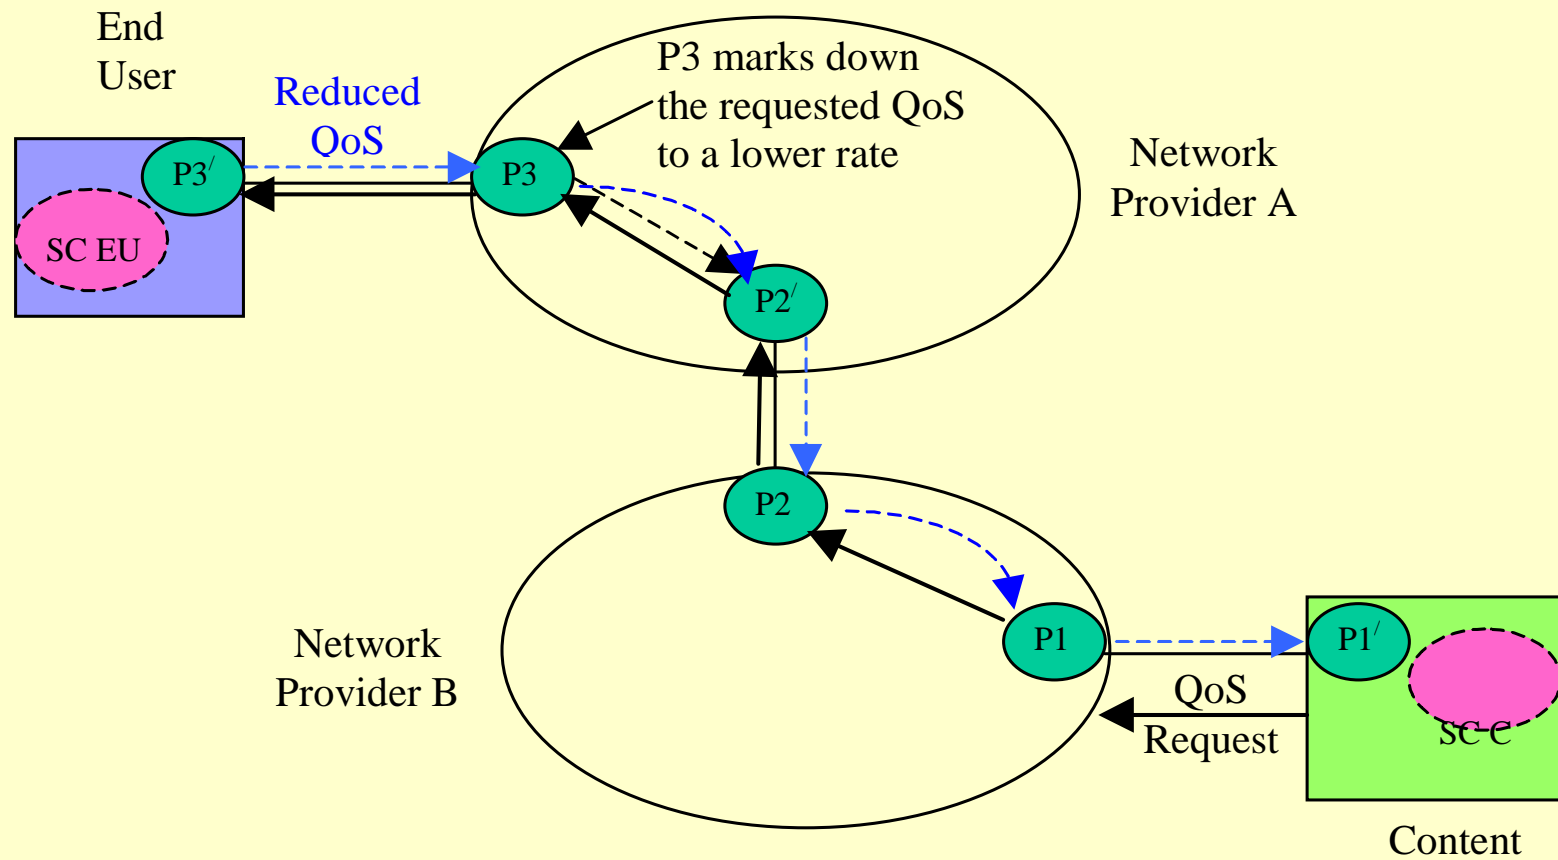 End
User
Reduced
QoS
P3 marks down
the requested QoS
to a lower rate
Network
Provider A
P3/
P3
SC EU
P2/
P2
Network
Provider B
P1
P1/
QoS
Request
SC C
Content